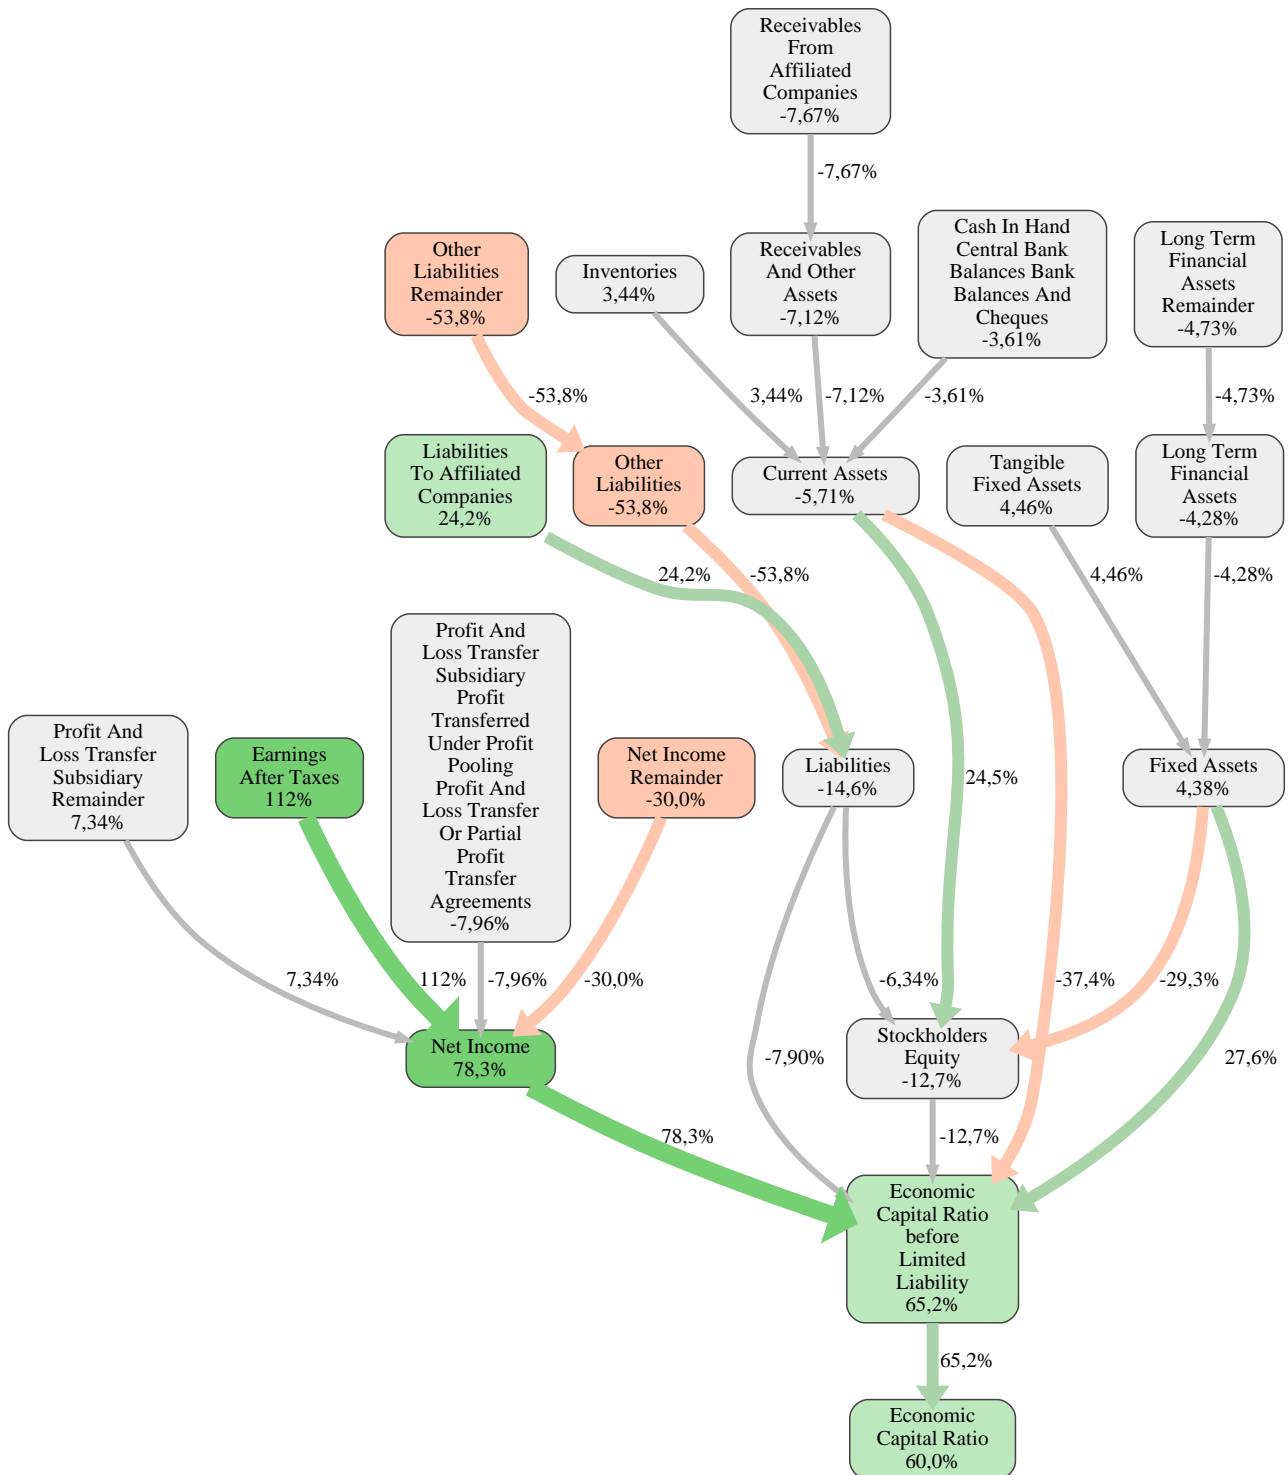 Receivables
From
Affiliated
Companies
-7,67%
-7,67%
Other
Liabilities
Remainder
-53,8%
Inventories
3,44%
Receivables
And Other
Assets
-7,12%
Cash In Hand
Central Bank
Balances Bank
Balances And
Cheques
-3,61%
Long Term
Financial
Assets
Remainder
-4,73%
-53,8%
3,44%
-7,12%
-3,61%
-4,73%
Liabilities
To Affiliated
Companies
24,2%
Other
Liabilities
-53,8%
Current Assets
-5,71%
Tangible
Fixed Assets
4,46%
Long Term
Financial
Assets
-4,28%
24,2%
-53,8%
4,46%
-4,28%
Profit And
Loss Transfer
Subsidiary
Remainder
7,34%
Earnings
After Taxes
112%
Profit And
Loss Transfer
Subsidiary
Profit
Transferred
Under Profit
Pooling
Profit And
Loss Transfer
Or Partial
Profit
Transfer
Agreements
-7,96%
Net Income
Remainder
-30,0%
Liabilities
-14,6%
24,5%
Fixed Assets
4,38%
7,34%
112%
-7,96%
-30,0%
-6,34%
-37,4%
-29,3%
Net Income
78,3%
-7,90%
Stockholders
Equity
-12,7%
27,6%
78,3%
-12,7%
Economic
Capital Ratio
before
Limited
Liability
65,2%
65,2%
Economic
Capital Ratio
60,0%